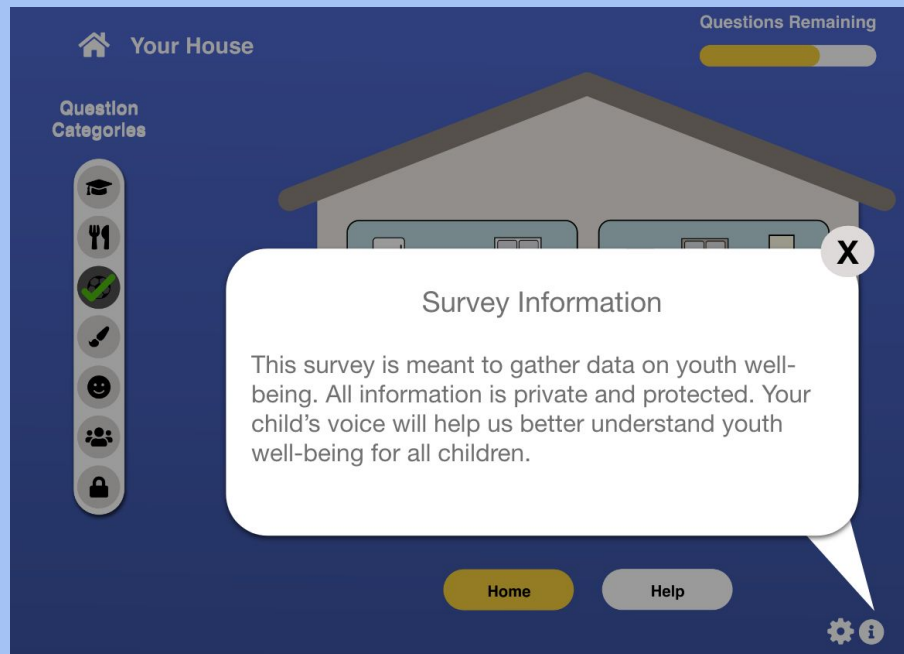 Your House
Questions Remaining
Question
Categories
X
Survey Information
This survey is meant to gather data on youth well-
being. All information is private and protected. Your
child's voice will help us better understand youth
well-being for all children.
Home
Help